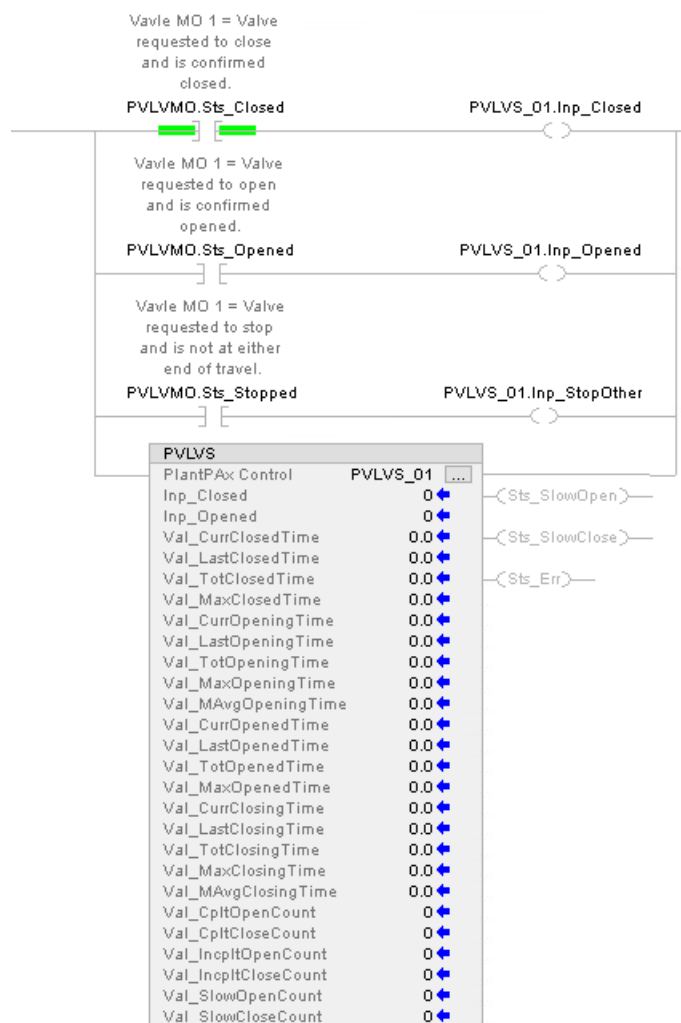 Vavle MO 1 = Valve
requested to close
and is confirmed
closed.
PVLVMO.Sts_Closed PVLVS_01.Inp_Closed
Vavle MO 1 = Valve
requested to open
and is confirmed
opened.
PVLVMO.Sts_Opened PVLVS_01.Inp_Opened
Vavle MO 1 = Valve
requested to stop
and is not at either
end of travel.
PVLVMO.Sts_Stopped PVLVS_01.Inp_StopOther
PVLVS
PlantPAx Control PVLVS_01 ...
Inp_Closed 0 Sts_SlowOpen
Inp_Opened 0
Val_CurrClosedTime 0.0 Sts_SlowClose
Val_LastClosedTime 0.0
Val_TotClosedTime 0.0 Sts_Err
Val_MaxClosedTime 0.0
Val_CurrOpeningTime 0.0
Val_LastOpeningTime 0.0
Val_TotOpeningTime 0.0
Val_MaxOpeningTime 0.0
Val_MAvgOpeningTime 0.0
Val_CurrOpenedTime 0.0
Val_LastOpenedTime 0.0
Val_TotOpenedTime 0.0
Val_MaxOpenedTime 0.0
Val_CurrClosingTime 0.0
Val_LastClosingTime 0.0
Val_TotClosingTime 0.0
Val_MaxClosingTime 0.0
Val_MAvgClosingTime 0.0
Val_CpltOpenCount 0
Val_CpltCloseCount 0
Val_IncpltOpenCount 0
Val_IncpltCloseCount 0
Val_SlowOpenCount 0
Val_SlowCloseCount 0